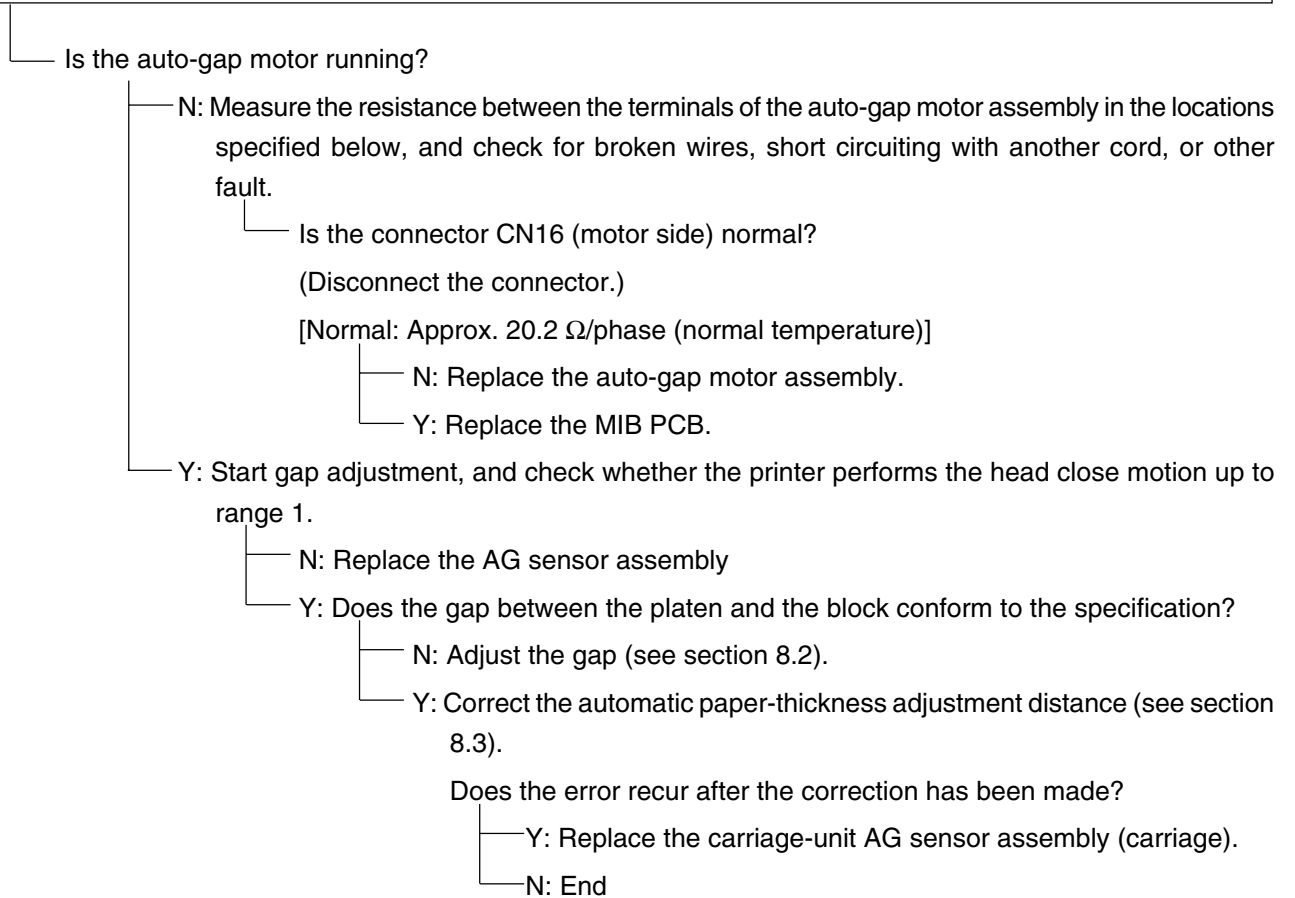 Is the auto-gap motor running?
N: Measure the resistance between the terminals of the auto-gap motor assembly in the locations
specified below, and check for broken wires, short circuiting with another cord, or other
fault.
Is the connector CN16 (motor side) normal?
(Disconnect the connector.)
[Normal: Approx. 20.2 Ω/phase (normal temperature)]
N: Replace the auto-gap motor assembly.
Y: Replace the MIB PCB.
Y: Start gap adjustment, and check whether the printer performs the head close motion up to
range 1.
N: Replace the AG sensor assembly
Y: Does the gap between the platen and the block conform to the specification?
N: Adjust the gap (see section 8.2).
Y: Correct the automatic paper-thickness adjustment distance (see section
8.3).
Does the error recur after the correction has been made?
Y: Replace the carriage-unit AG sensor assembly (carriage).
N: End